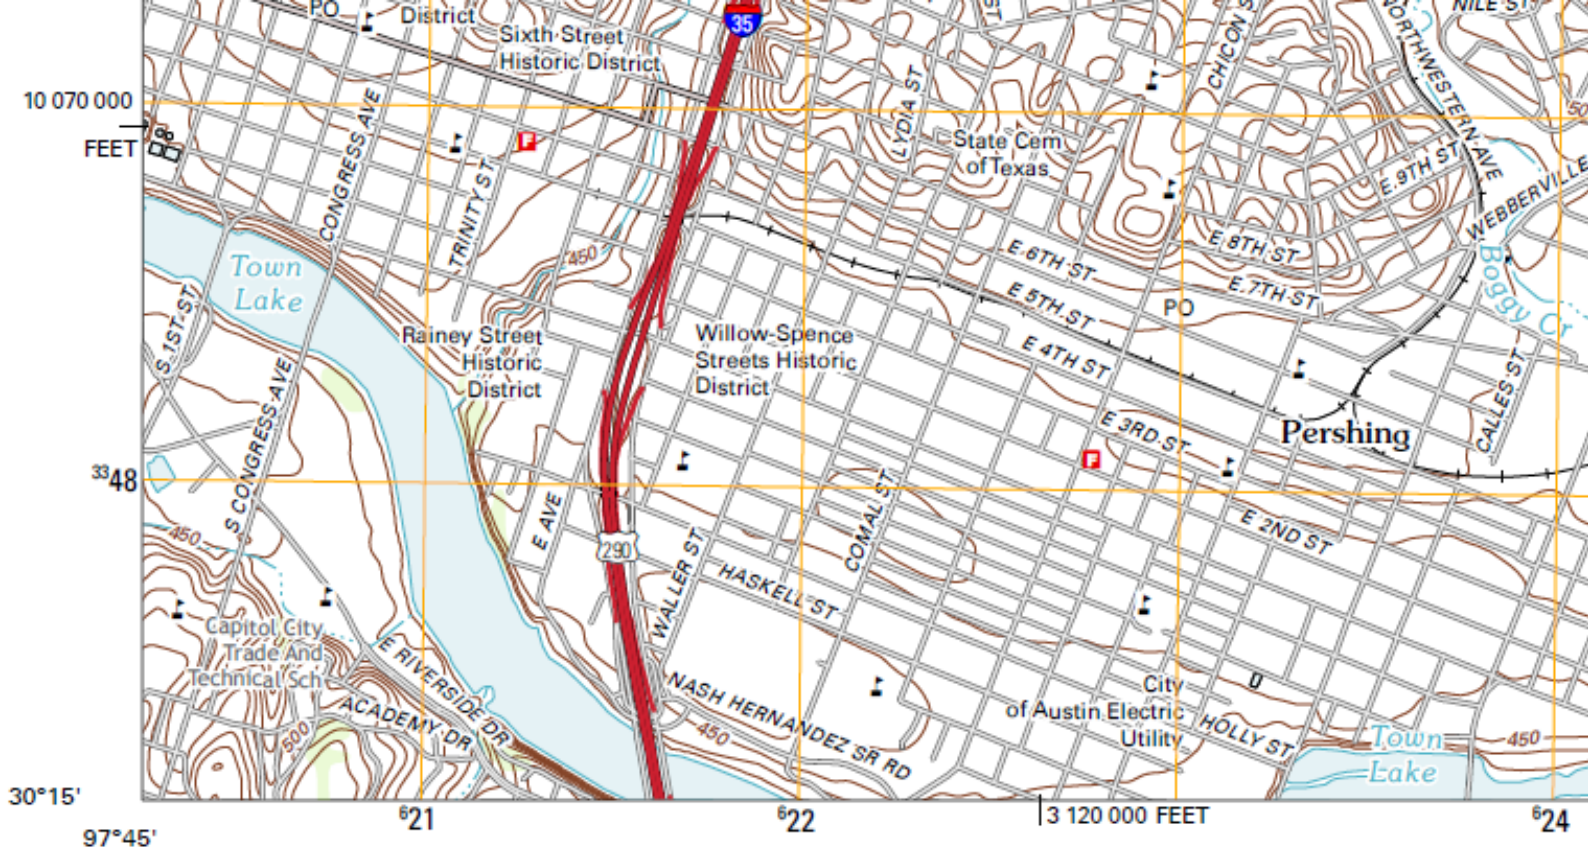 PO
District
35
ST
CHICON S
NORTHWESTERN AVE
NILE ST
Sixth Street
Historic District
10 070 000
FEET
CONGRESS AVE
TRINITY ST
F
LYDIA ST
State Cem
of Texas
50
E 9TH ST
WEBBERVILLE
Town
Lake
450
E 6TH ST
E 8TH ST
E 7TH ST
E 5TH ST
PO
Boggy Cr
S 1ST ST
Rainey Street
Historic
District
Willow-Spence
Streets Historic
District
E 4TH ST
CALLES ST
S CONGRESS AVE
E 3RD ST
Pershing
F
3348
450
E AVE
290
COMAL ST
E 2ND ST
WALLER ST
HASKELL ST
Capitol City
Trade And
Technical Sch
E RIVERSIDE DR
ACADEMY DR
500
NASH HERNANDEZ SR RD
450
City
of Austin Electric
Utility
HOLLY ST
Town
Lake
450
30°15'
97°45'
621
622
3 120 000 FEET
624